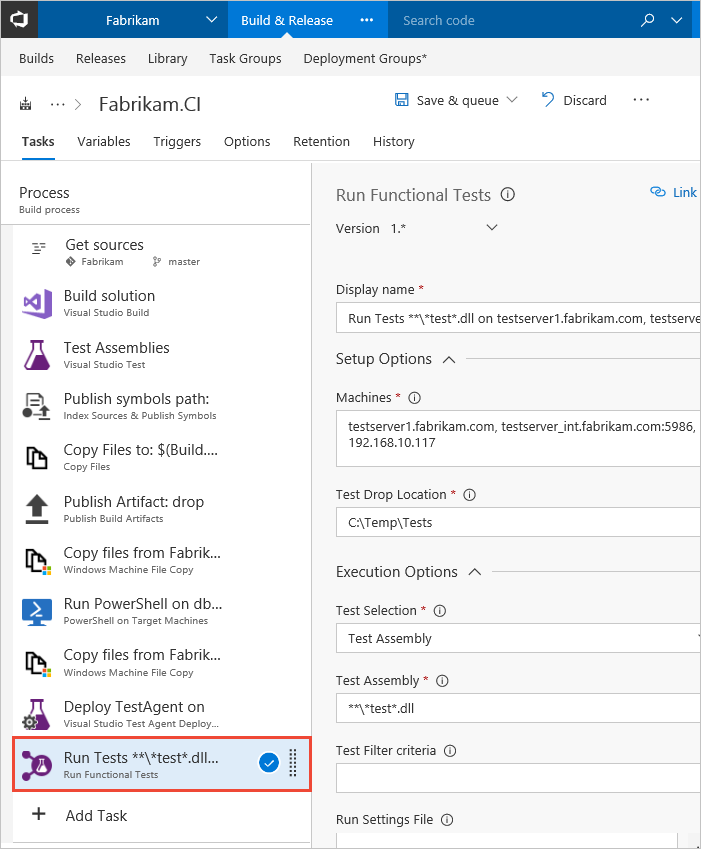 Fabrikam
Build & Release
Search code
Builds
Releases
Library
Task Groups
Deployment Groups*
Fabrikam.CI
Save & queue
Discard
Tasks
Variables
Triggers
Options
Retention
History
Process
Build process
Get sources
Fabrikam
master
Build solution
Visual Studio Build
Test Assemblies
Visual Studio Test
Publish symbols path:
Index Sources & Publish Symbols
Copy Files to: $(Build....
Copy Files
Publish Artifact: drop
Publish Build Artifacts
Copy files from Fabrik...
Windows Machine File Copy
Run PowerShell on db...
PowerShell on Target Machines
Copy files from Fabrik...
Windows Machine File Copy
Deploy TestAgent on
Visual Studio Test Agent Deploy...
Run Tests **\*test*.dll...
Run Functional Tests
Add Task
Run Functional Tests
Link
Version 1.*
Display name *
Run Tests **\*test*.dll on testserver1.fabrikam.com, testserve
Setup Options
Machines *
testserver1.fabrikam.com, testserver_int.fabrikam.com:5986,
192.168.10.117
Test Drop Location *
C:\Temp\Tests
Execution Options
Test Selection *
Test Assembly
Test Assembly *
**\*test*.dll
Test Filter criteria
Run Settings File